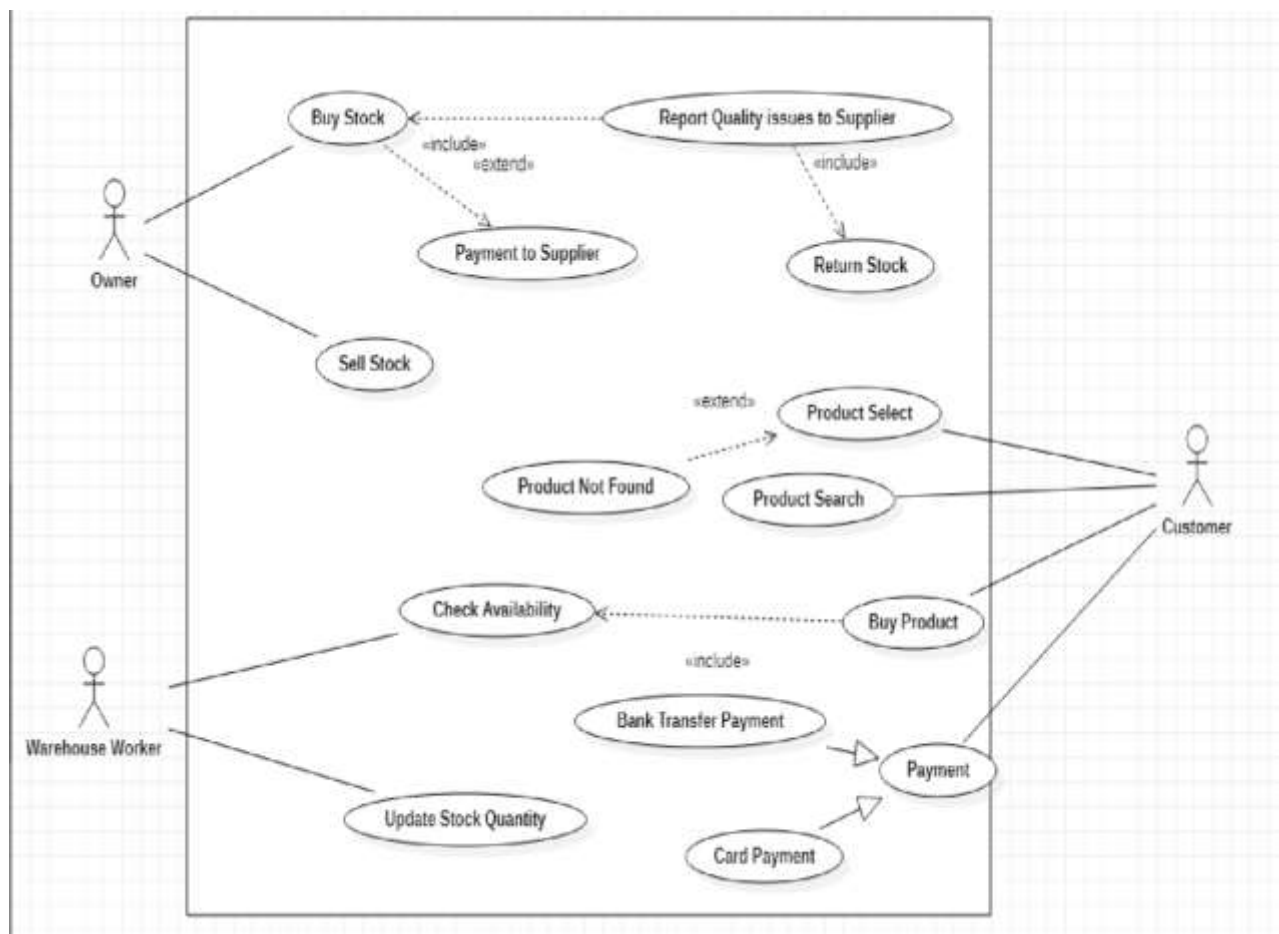 Buy Stock
Report Quality issues to Supplier
«include»
«extend»
«include»
Payment to Supplier
Return Stock
Owner
Sell Stock
«extend»
Product Select
Product Not Found
Product Search
Customer
Check Availability
Buy Product
«include»
Bank Transfer Payment
Warehouse Worker
Payment
Update Stock Quantity
Card Payment